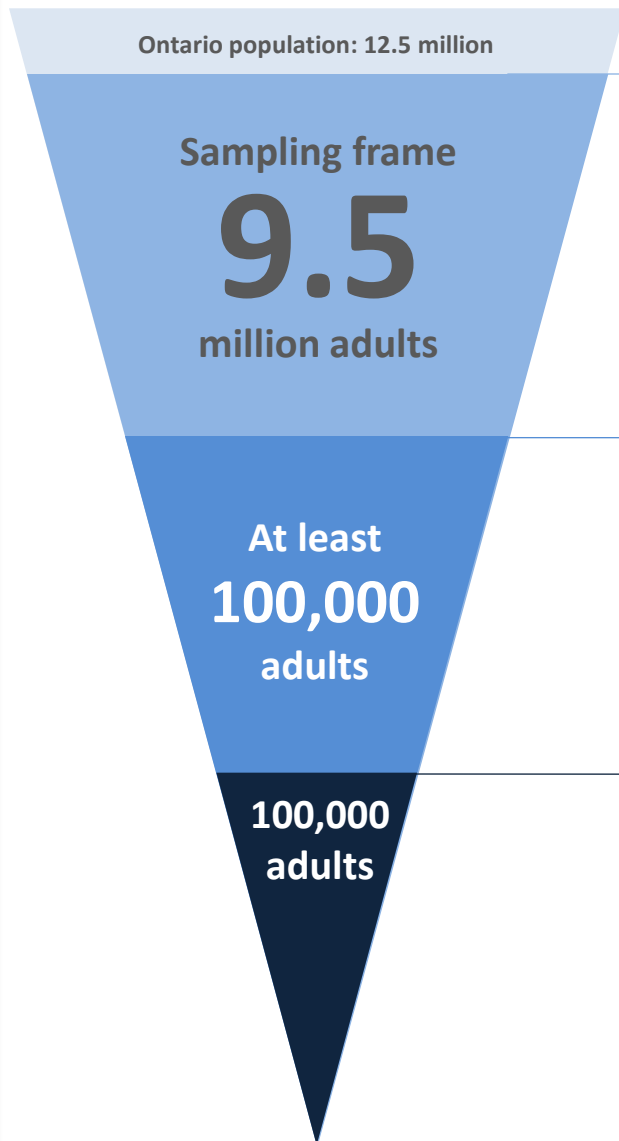 Ontario population: 12.5 million
Sampling frame
9.5
million adults
At least
100,000
adults
100,000
adults